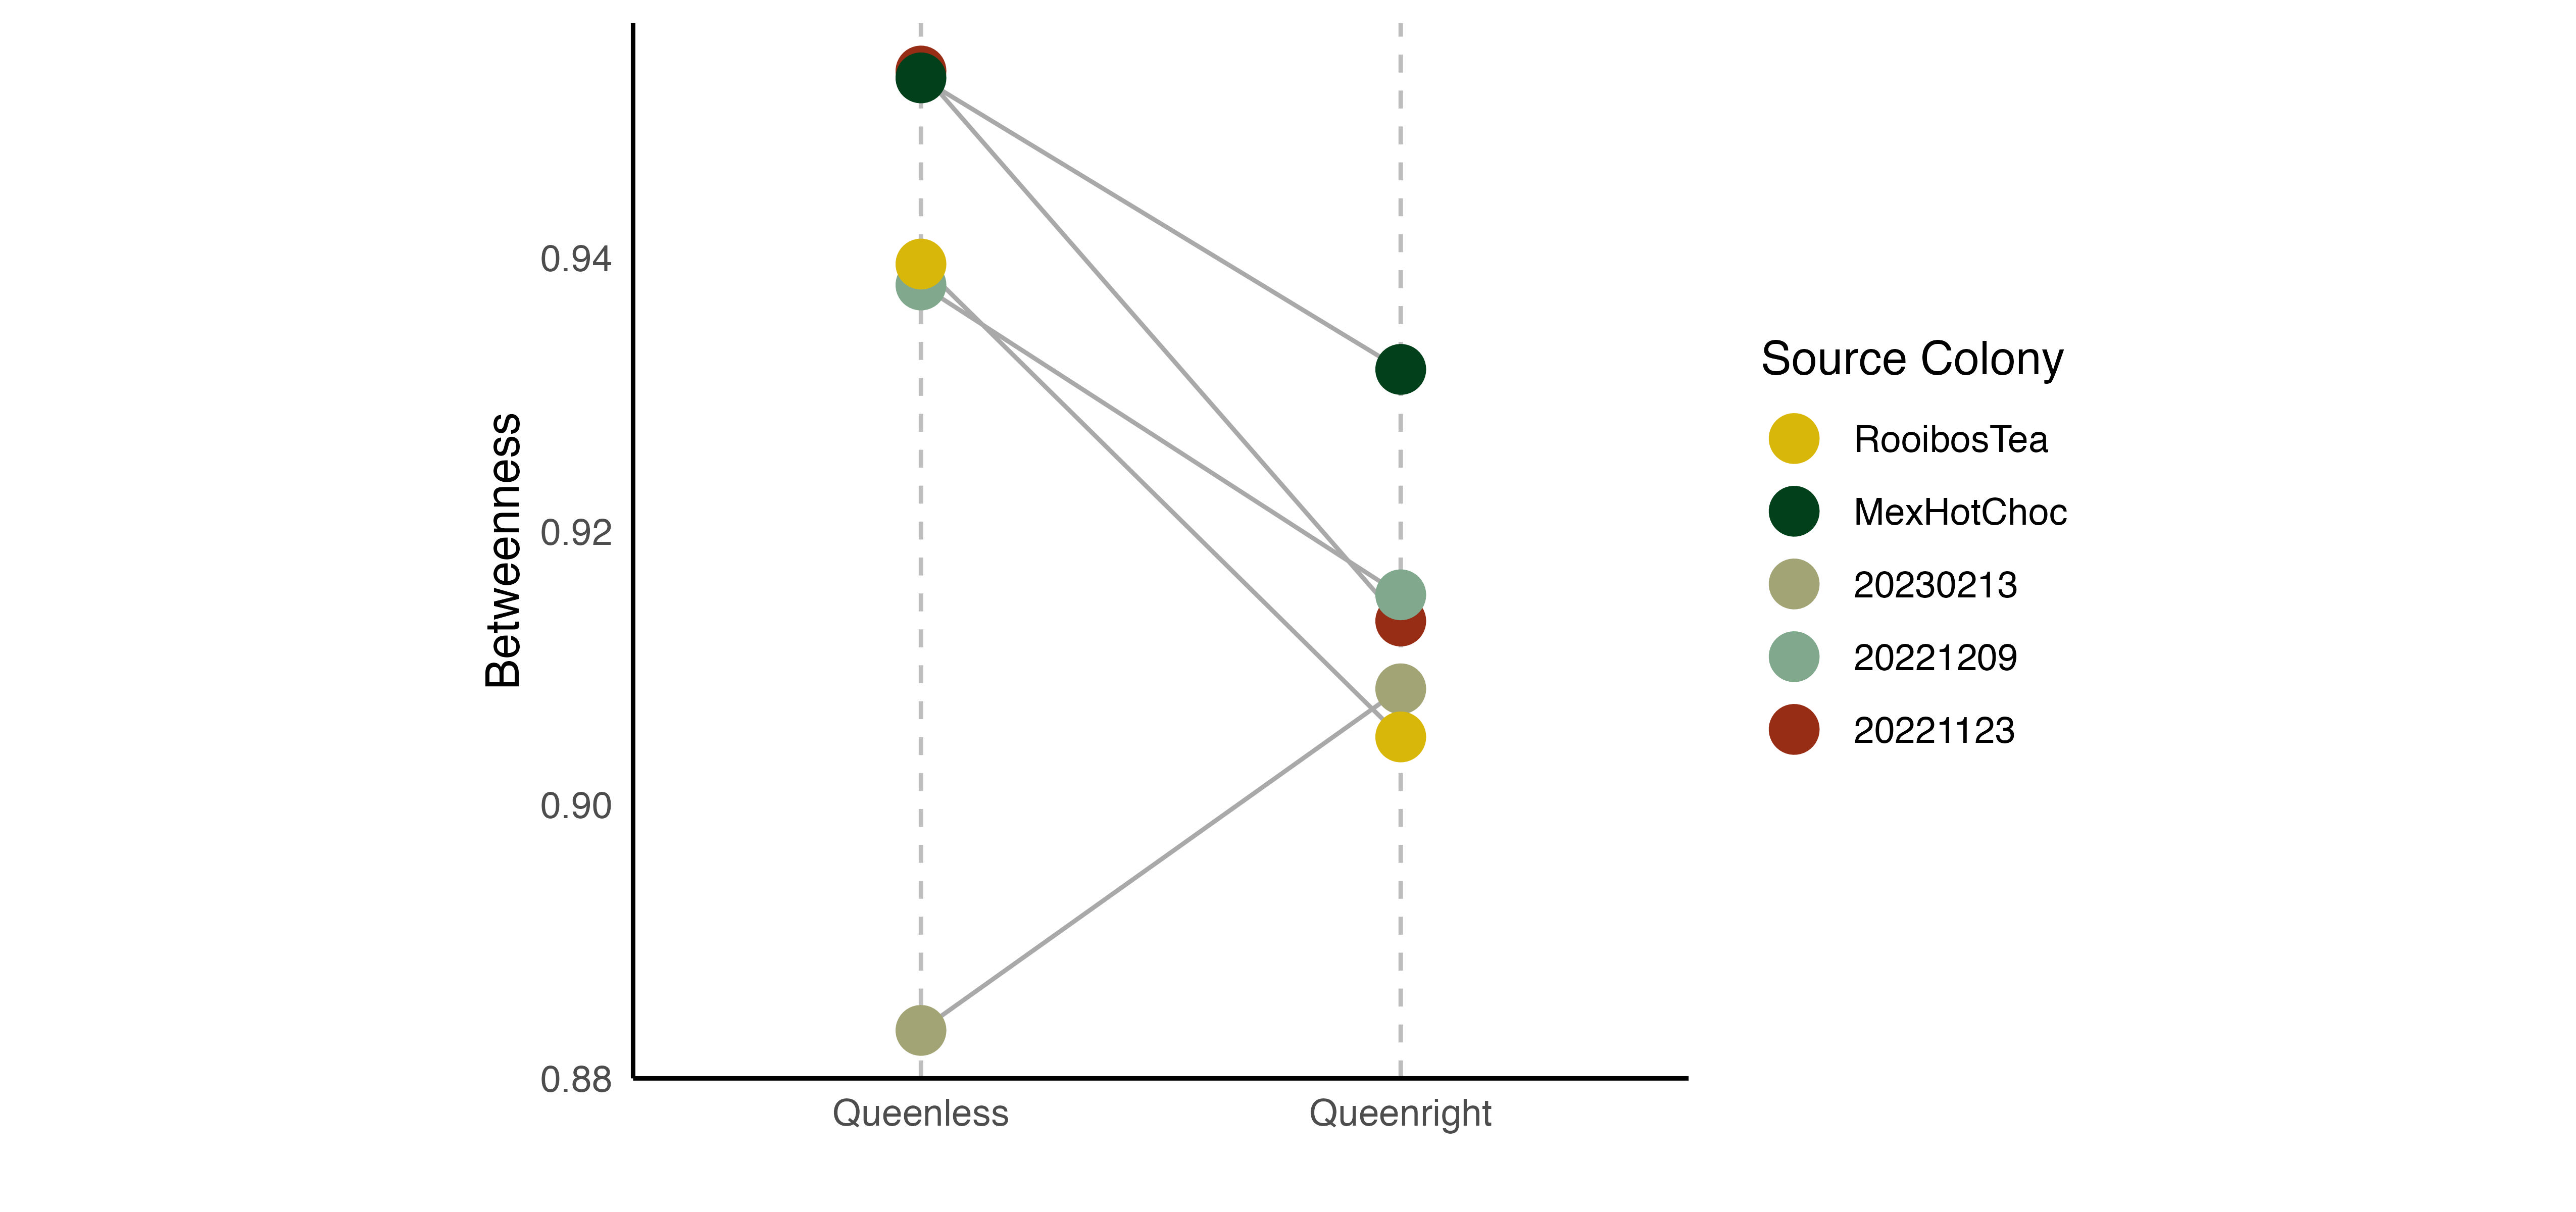 Betweenness
0.94
0.92
0.90
0.88
Queenless
Queenright
Source Colony
RooibosTea
MexHotChoc
20230213
20221209
20221123